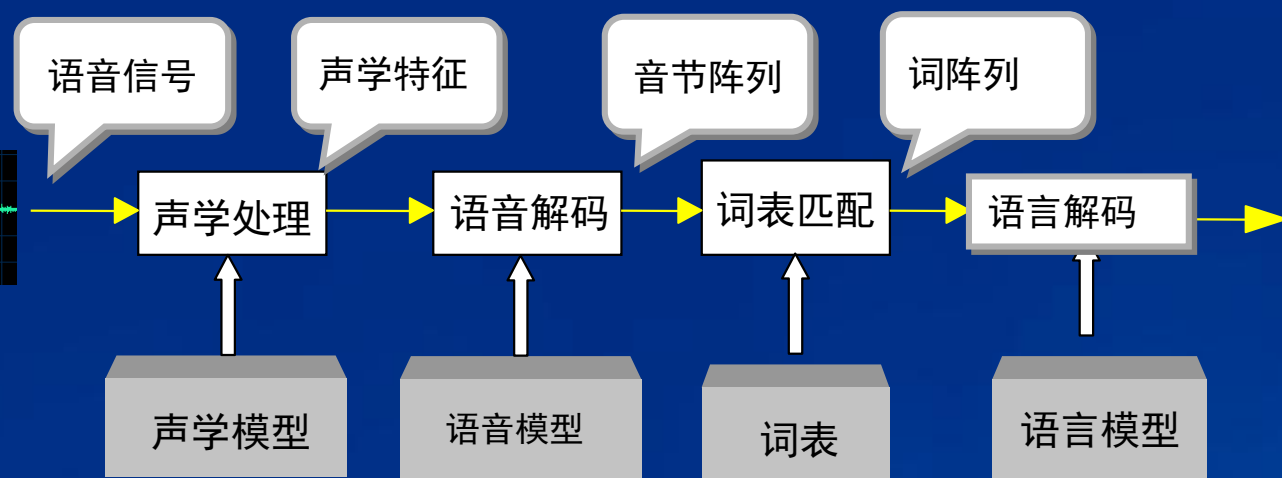 语音信号
声学特征
音节阵列
词阵列
声学处理
语音解码
词表匹配
语言解码
声学模型
语音模型
词表
语言模型